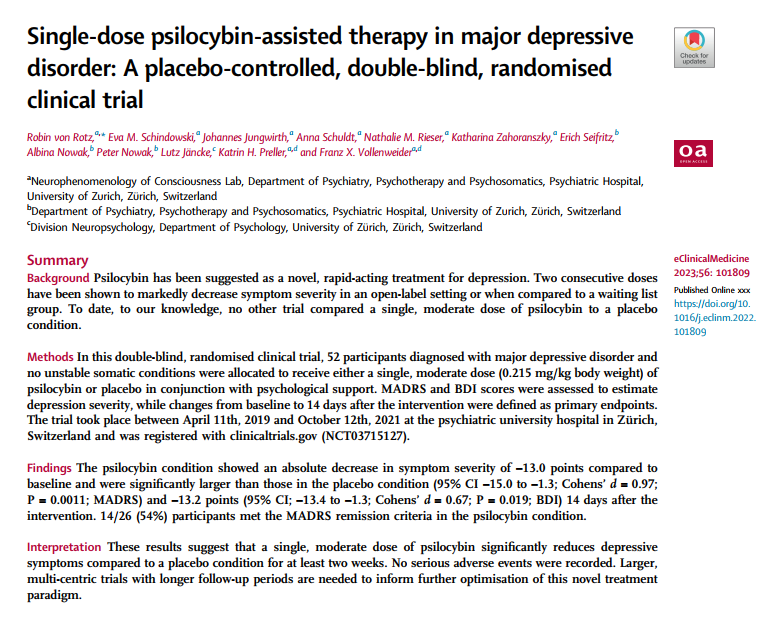 Single-dose psilocybin-assisted therapy in major depressive
disorder: A placebo-controlled, double-blind, randomised
clinical trial
Check for
updates
Robin von Rotz,a,* Eva M. Schindowski,a Johannes Jungwirth,a Anna Schuldt,a Nathalie M. Rieser,a Katharina Zahoranszky,a Erich Seifritz,b
Albina Nowak,b Peter Nowak,b Lutz Jäncke,c Katrin H. Preller,a,d and Franz X. Vollenweidera,d
oa
OPEN ACCESS
aNeurophenomenology of Consciousness Lab, Department of Psychiatry, Psychotherapy and Psychosomatics, Psychiatric Hospital,
University of Zurich, Zürich, Switzerland
bDepartment of Psychiatry, Psychotherapy and Psychosomatics, Psychiatric Hospital, University of Zurich, Zürich, Switzerland
cDivision Neuropsychology, Department of Psychology, University of Zürich, Zürich, Switzerland
Summary
Background Psilocybin has been suggested as a novel, rapid-acting treatment for depression. Two consecutive doses
have been shown to markedly decrease symptom severity in an open-label setting or when compared to a waiting list
group. To date, to our knowledge, no other trial compared a single, moderate dose of psilocybin to a placebo
condition.
eClinicalMedicine
2023;56: 101809
Published Online xxx
https://doi.org/10.
1016/j.eclinm.2022.
101809
Methods In this double-blind, randomised clinical trial, 52 participants diagnosed with major depressive disorder and
no unstable somatic conditions were allocated to receive either a single, moderate dose (0.215 mg/kg body weight) of
psilocybin or placebo in conjunction with psychological support. MADRS and BDI scores were assessed to estimate
depression severity, while changes from baseline to 14 days after the intervention were defined as primary endpoints.
The trial took place between April 11th, 2019 and October 12th, 2021 at the psychiatric university hospital in Zürich,
Switzerland and was registered with clinicaltrials.gov (NCT03715127).
Findings The psilocybin condition showed an absolute decrease in symptom severity of −13.0 points compared to
baseline and were significantly larger than those in the placebo condition (95% CI −15.0 to −1.3; Cohens' d = 0.97;
P = 0.0011; MADRS) and −13.2 points (95% CI; −13.4 to −1.3; Cohens' d = 0.67; P = 0.019; BDI) 14 days after the
intervention. 14/26 (54%) participants met the MADRS remission criteria in the psilocybin condition.
Interpretation These results suggest that a single, moderate dose of psilocybin significantly reduces depressive
symptoms compared to a placebo condition for at least two weeks. No serious adverse events were recorded. Larger,
multi-centric trials with longer follow-up periods are needed to inform further optimisation of this novel treatment
paradigm.